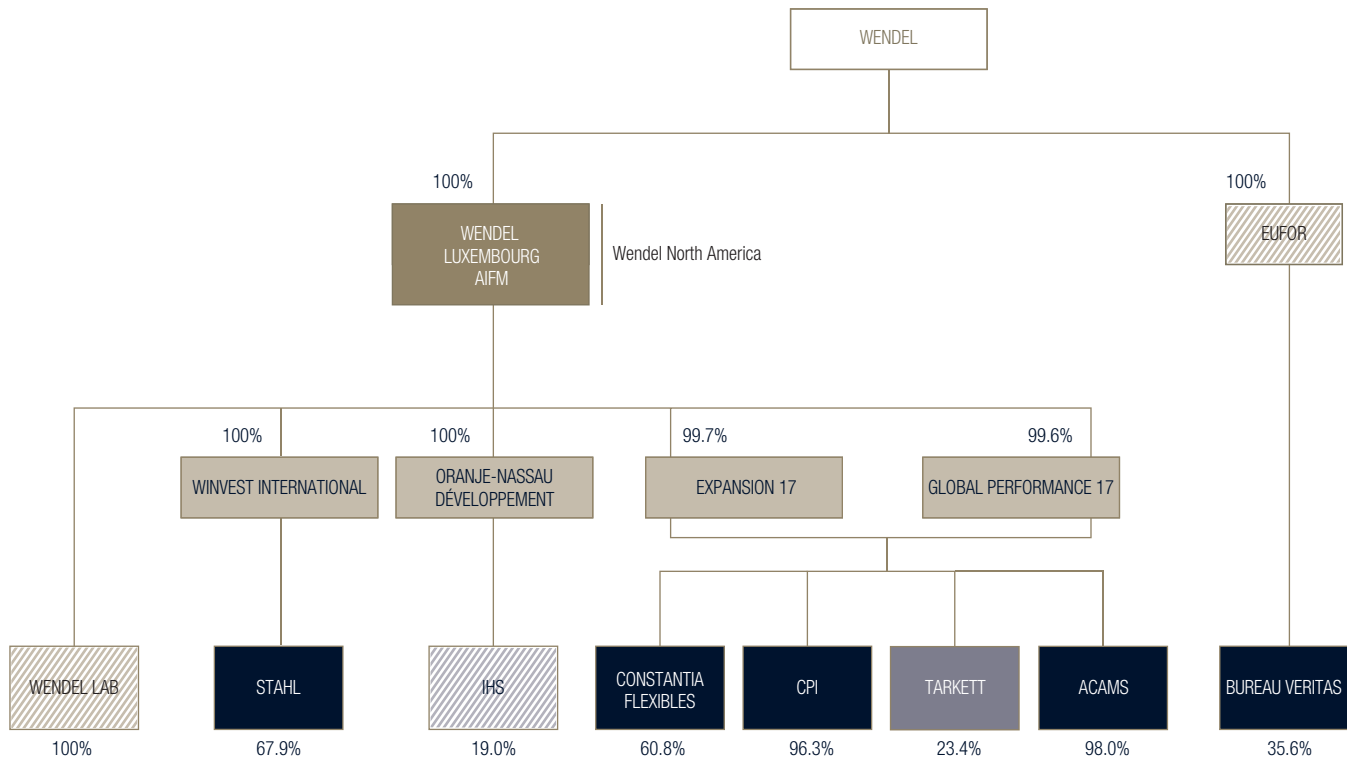 WENDEL
100%
100%
WENDEL
LUXEMBOURG
AIFM
Wendel North America
EUFOR
100%
100%
99.7%
99.6%
WINVEST INTERNATIONAL
ORANJE-NASSAU
DÉVELOPPEMENT
EXPANSION 17
GLOBAL PERFORMANCE 17
WENDEL LAB
STAHL
IHS
CONSTANTIA
FLEXIBLES
CPI
TARKETT
ACAMS
BUREAU VERITAS
100%
67.9%
19.0%
60.8%
96.3%
23.4%
98.0%
35.6%